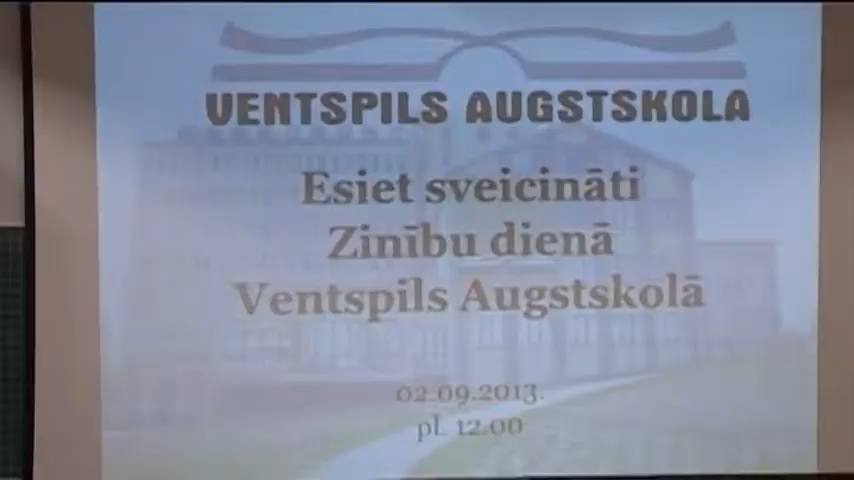 VENTSPILS AUGSTSKOLA
Esiet sveicināti
Zinību dienā
Ventspils Augstskolā
02.09.2013.
pl. 12.00